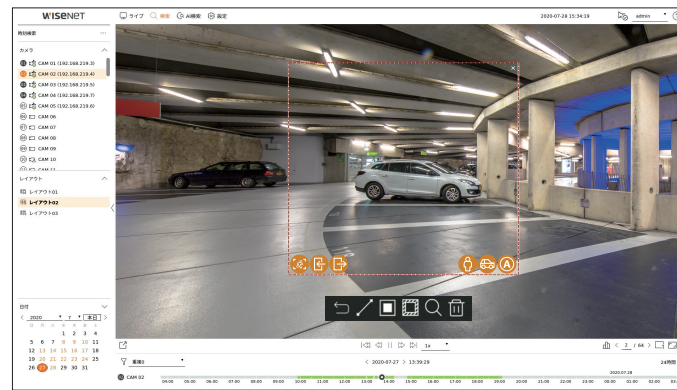 WISENET
ライブ 検索 AI検索 設定
2020-07-28 15:34:19
admin
時刻検索
カメラ
CAM 01 (192.168.219.3)
CAM 02 (192.168.219.4)
CAM 03 (192.168.219.5)
CAM 04 (192.168.219.7)
CAM 05 (192.168.219.6)
CAM 06
CAM 07
CAM 08
CAM 09
CAM 10
CAM 11
レイアウト
レイアウト01
レイアウト02
レイアウト03
A
日付
2020 7 本日
日 月 火 水 木 金 土
1 2 3 4
5 6 7 8 9 10 11
12 13 14 15 16 17 18
19 20 21 22 23 24 25
26 27 28 29 30 31
1x
2 / 64
重複0
2020-07-27 13:39:29
24時間
2020.07.28
CAM 02
04:00 05:00 06:00 07:00 08:00 09:00 10:00 11:00 12:00 13:00 14:00 15:00 16:00 17:00 18:00 19:00 20:00 21:00 22:00 23:00 00:00 01:00 02:00